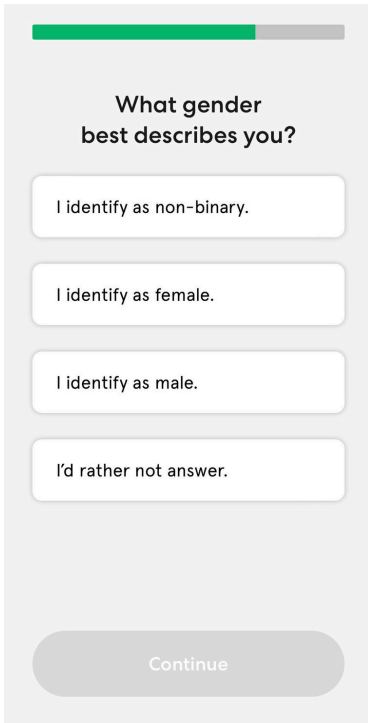 What gender
best describes you?
I identify as non-binary.
I identify as female.
I identify as male.
I’d rather not answer.
Continue